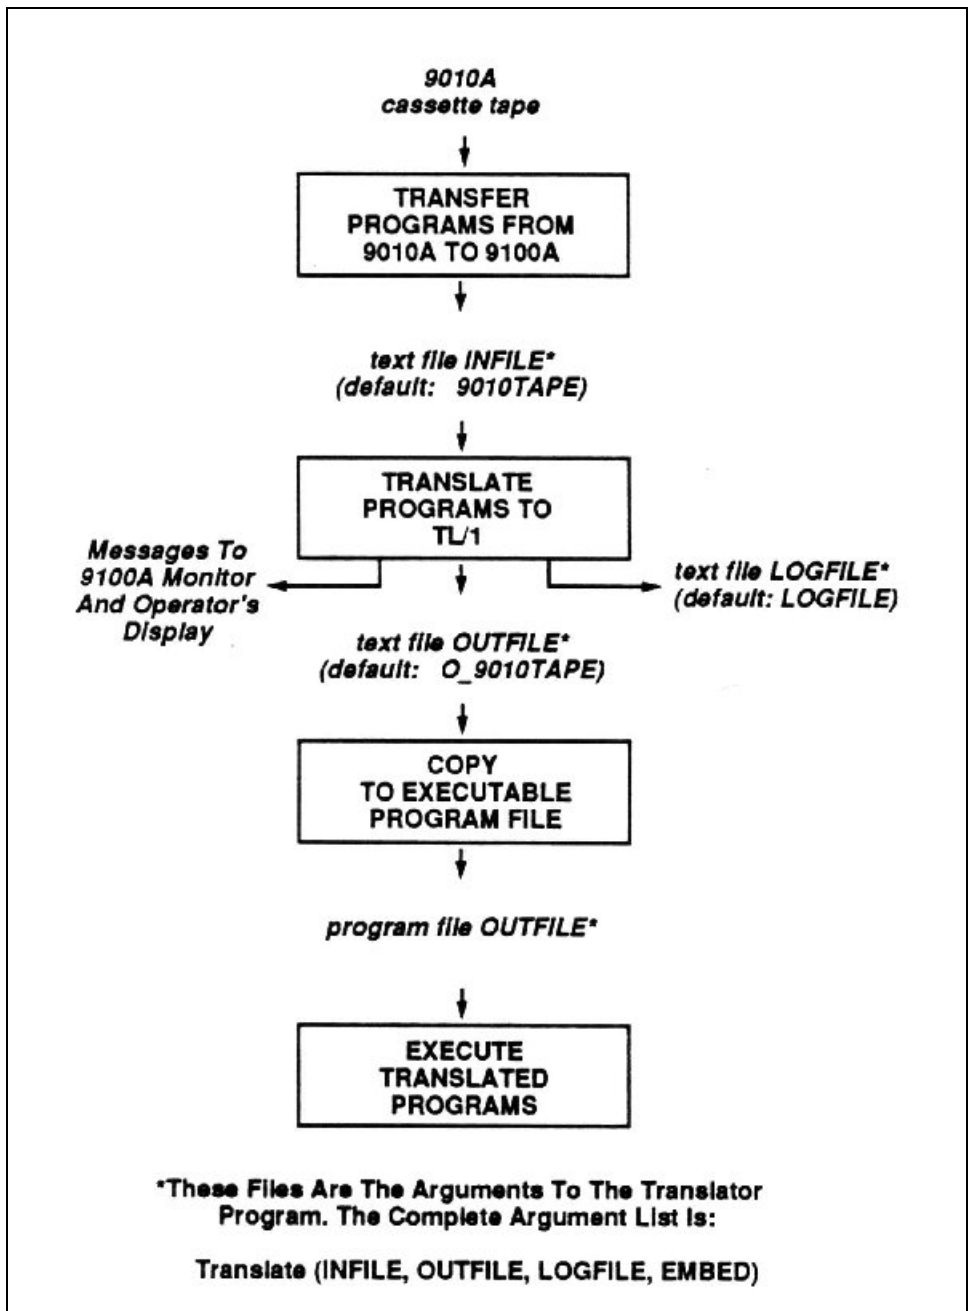 9010A
cassette tape
TRANSFER
PROGRAMS FROM
9010A TO 9100A
text file INFILE*
(default: 9010TAPE)
TRANSLATE
PROGRAMS TO
TL/1
Messages To
9100A Monitor
And Operator's
Display
text file LOGFILE*
(default: LOGFILE)
text file OUTFILE*
(default: O_9010TAPE)
COPY
TO EXECUTABLE
PROGRAM FILE
program file OUTFILE*
EXECUTE
TRANSLATED
PROGRAMS
*These Files Are The Arguments To The Translator
Program. The Complete Argument List Is:
Translate (INFILE, OUTFILE, LOGFILE, EMBED)